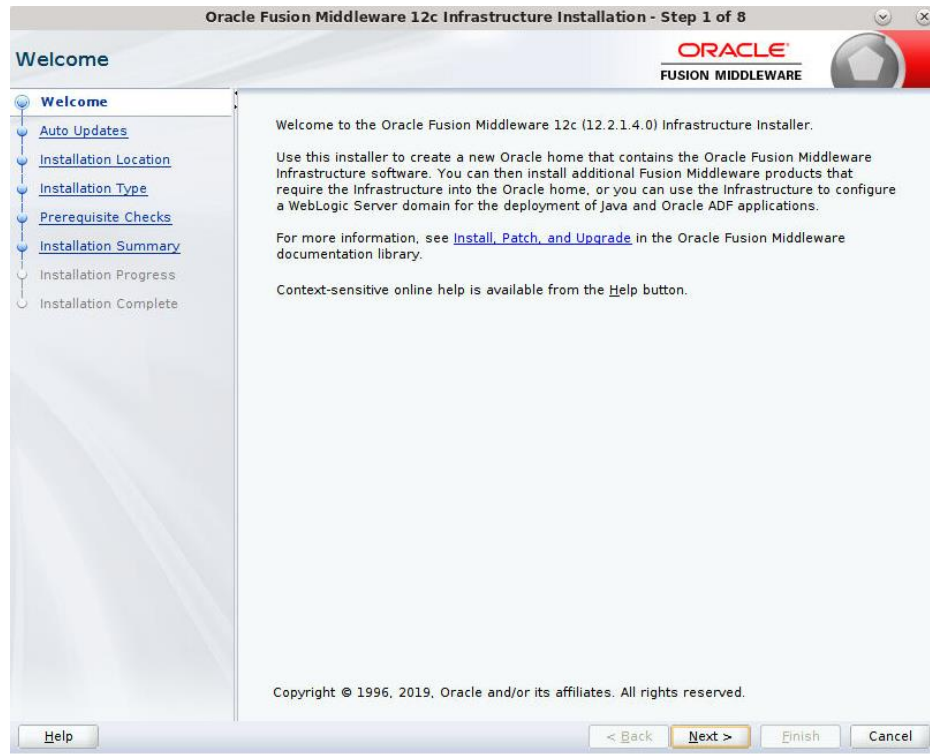 Oracle Fusion Middleware 12c Infrastructure Installation - Step 1 of 8
Welcome
ORACLE
FUSION MIDDLEWARE
Welcome
Auto Updates
Installation Location
Installation Type
Prerequisite Checks
Installation Summary
Installation Progress
Installation Complete
Welcome to the Oracle Fusion Middleware 12c (12.2.1.4.0) Infrastructure Installer.
Use this installer to create a new Oracle home that contains the Oracle Fusion Middleware
Infrastructure software. You can then install additional Fusion Middleware products that
require the Infrastructure into the Oracle home, or you can use the Infrastructure to configure
a WebLogic Server domain for the deployment of Java and Oracle ADF applications.
For more information, see Install, Patch, and Upgrade in the Oracle Fusion Middleware
documentation library.
Context-sensitive online help is available from the Help button.
Copyright © 1996, 2019, Oracle and/or its affiliates. All rights reserved.
Help
< Back
Next >
Finish
Cancel